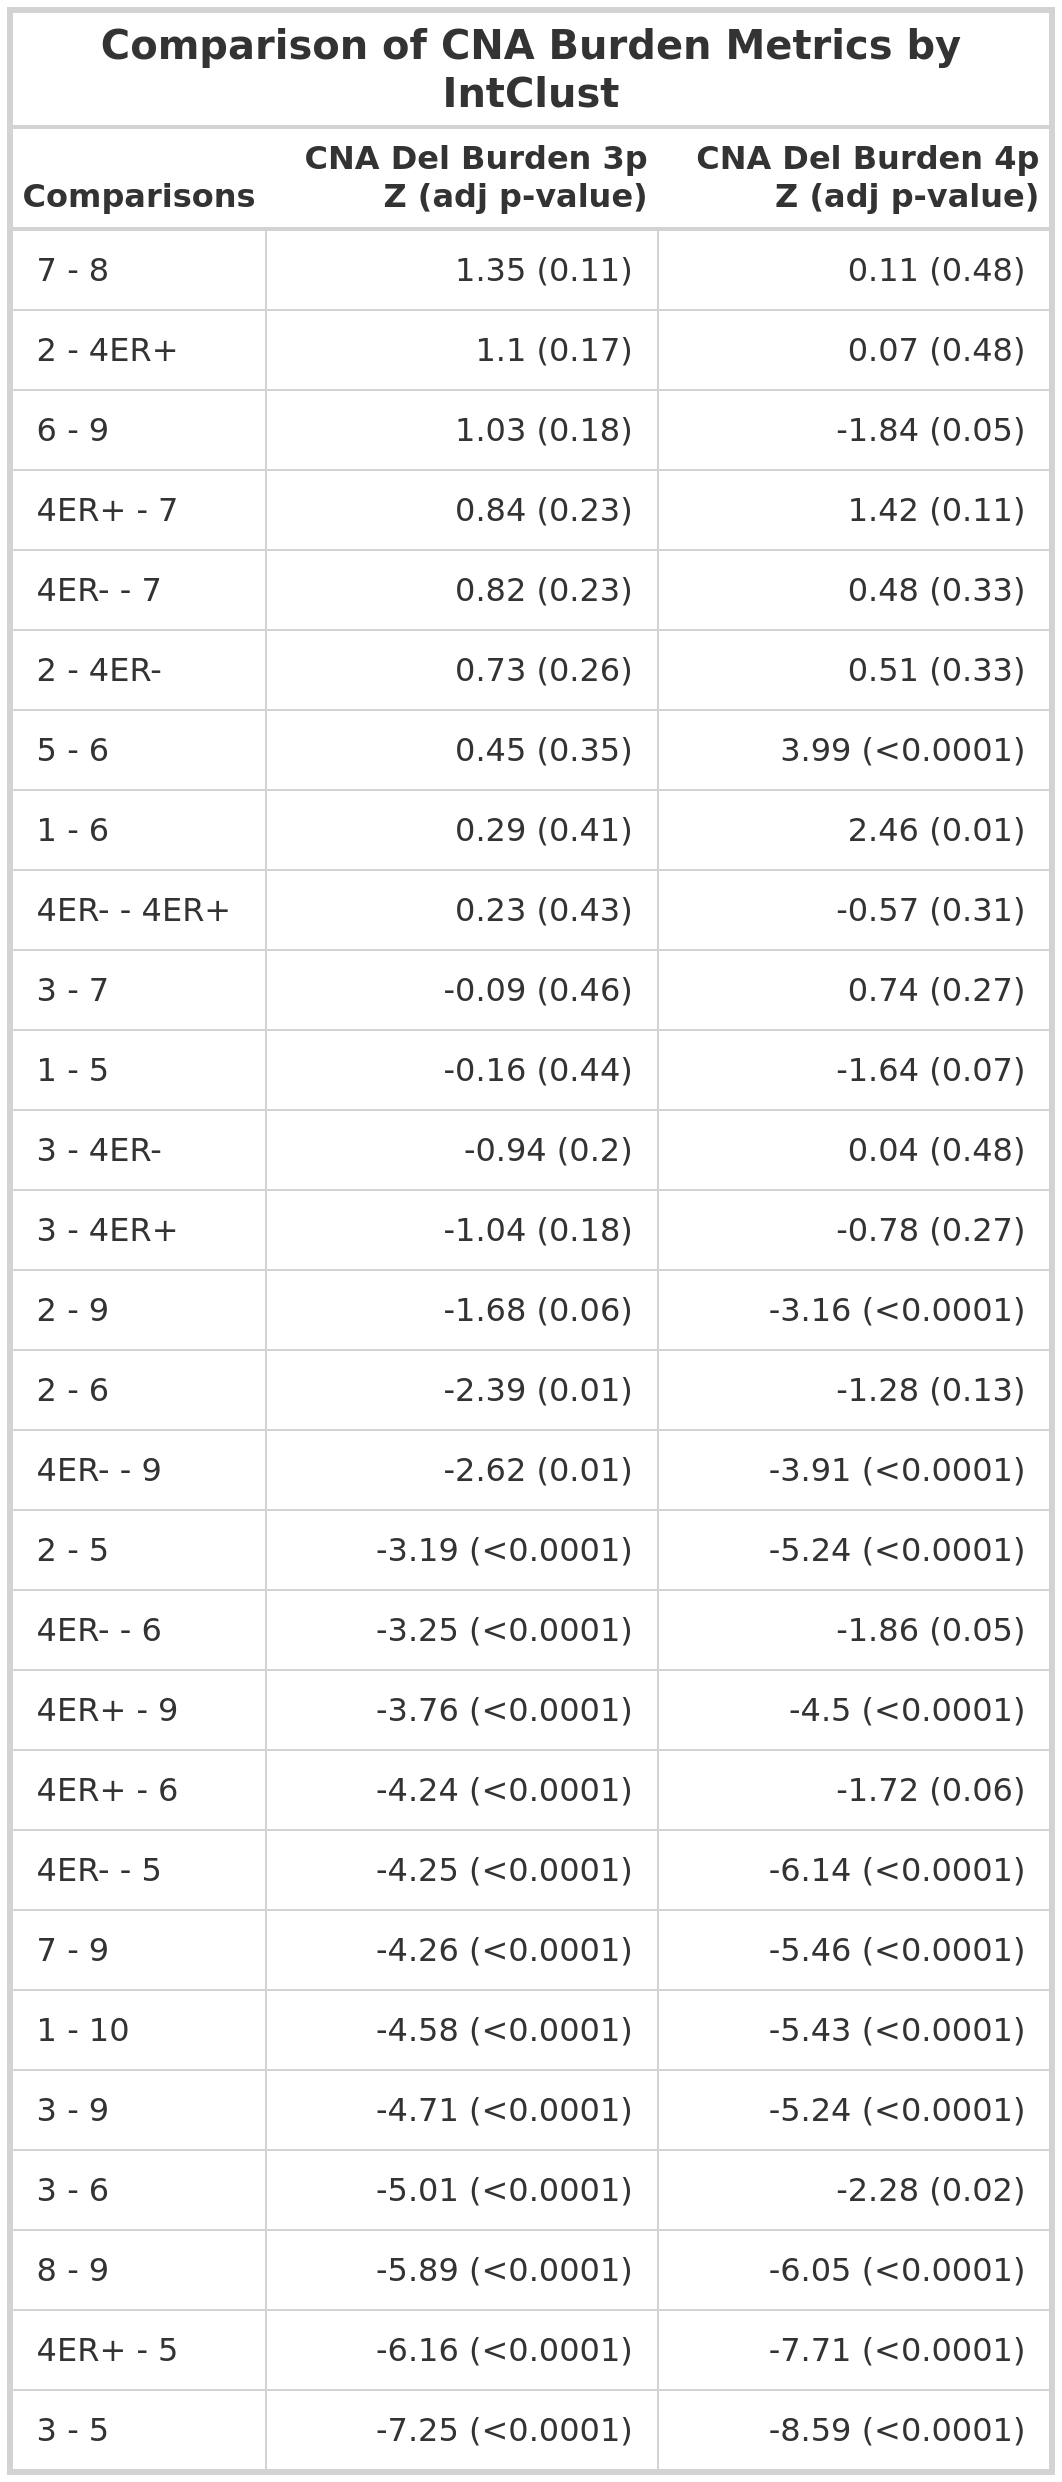 Comparison of CNA Burden Metrics by
IntClust
CNA Del Burden 3p CNA Del Burden 4p
Comparisons Z (adj p-value) Z (adj p-value)
7 - 8 1.35 (0.11) 0.11 (0.48)
2 - 4ER+ 1.1 (0.17) 0.07 (0.48)
6 - 9 1.03 (0.18) -1.84 (0.05)
4ER+ - 7 0.84 (0.23) 1.42 (0.11)
4ER- - 7 0.82 (0.23) 0.48 (0.33)
2 - 4ER- 0.73 (0.26) 0.51 (0.33)
5 - 6 0.45 (0.35) 3.99 (<0.0001)
1 - 6 0.29 (0.41) 2.46 (0.01)
4ER- - 4ER+ 0.23 (0.43) -0.57 (0.31)
3 - 7 -0.09 (0.46) 0.74 (0.27)
1 - 5 -0.16 (0.44) -1.64 (0.07)
3 - 4ER- -0.94 (0.2) 0.04 (0.48)
3 - 4ER+ -1.04 (0.18) -0.78 (0.27)
2 - 9 -1.68 (0.06) -3.16 (<0.0001)
2 - 6 -2.39 (0.01) -1.28 (0.13)
4ER- - 9 -2.62 (0.01) -3.91 (<0.0001)
2 - 5 -3.19 (<0.0001) -5.24 (<0.0001)
4ER- - 6 -3.25 (<0.0001) -1.86 (0.05)
4ER+ - 9 -3.76 (<0.0001) -4.5 (<0.0001)
4ER+ - 6 -4.24 (<0.0001) -1.72 (0.06)
4ER- - 5 -4.25 (<0.0001) -6.14 (<0.0001)
7 - 9 -4.26 (<0.0001) -5.46 (<0.0001)
1 - 10 -4.58 (<0.0001) -5.43 (<0.0001)
3 - 9 -4.71 (<0.0001) -5.24 (<0.0001)
3 - 6 -5.01 (<0.0001) -2.28 (0.02)
8 - 9 -5.89 (<0.0001) -6.05 (<0.0001)
4ER+ - 5 -6.16 (<0.0001) -7.71 (<0.0001)
3 - 5 -7.25 (<0.0001) -8.59 (<0.0001)